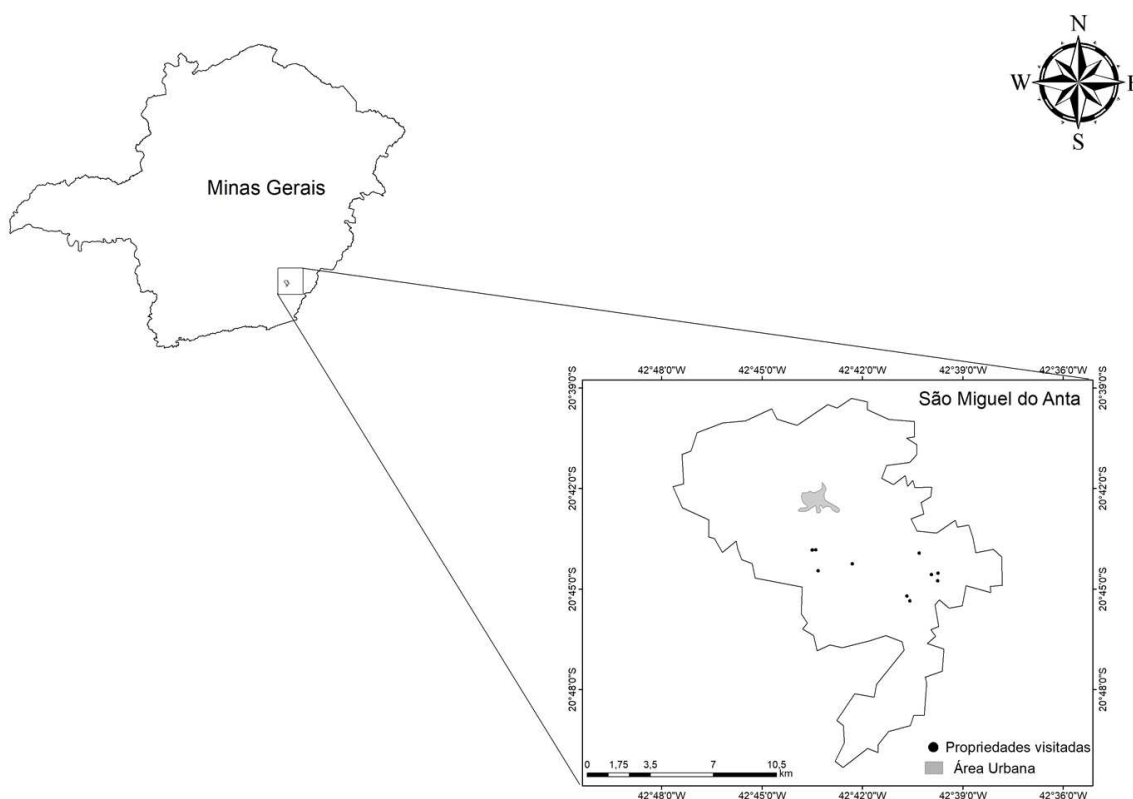 N
W
E
S
Minas Gerais
42°48'0"W 42°45'0"W 42°42'0"W 42°39'0"W 42°36'0"W
São Miguel do Anta
20°39'0"S 20°39'0"S
20°42'0"S 20°42'0"S
20°45'0"S 20°45'0"S
20°48'0"S 20°48'0"S
Propriedades visitadas
Área Urbana
0 1,75 3,5 7 10,5
km
42°48'0"W 42°45'0"W 42°42'0"W 42°39'0"W 42°36'0"W